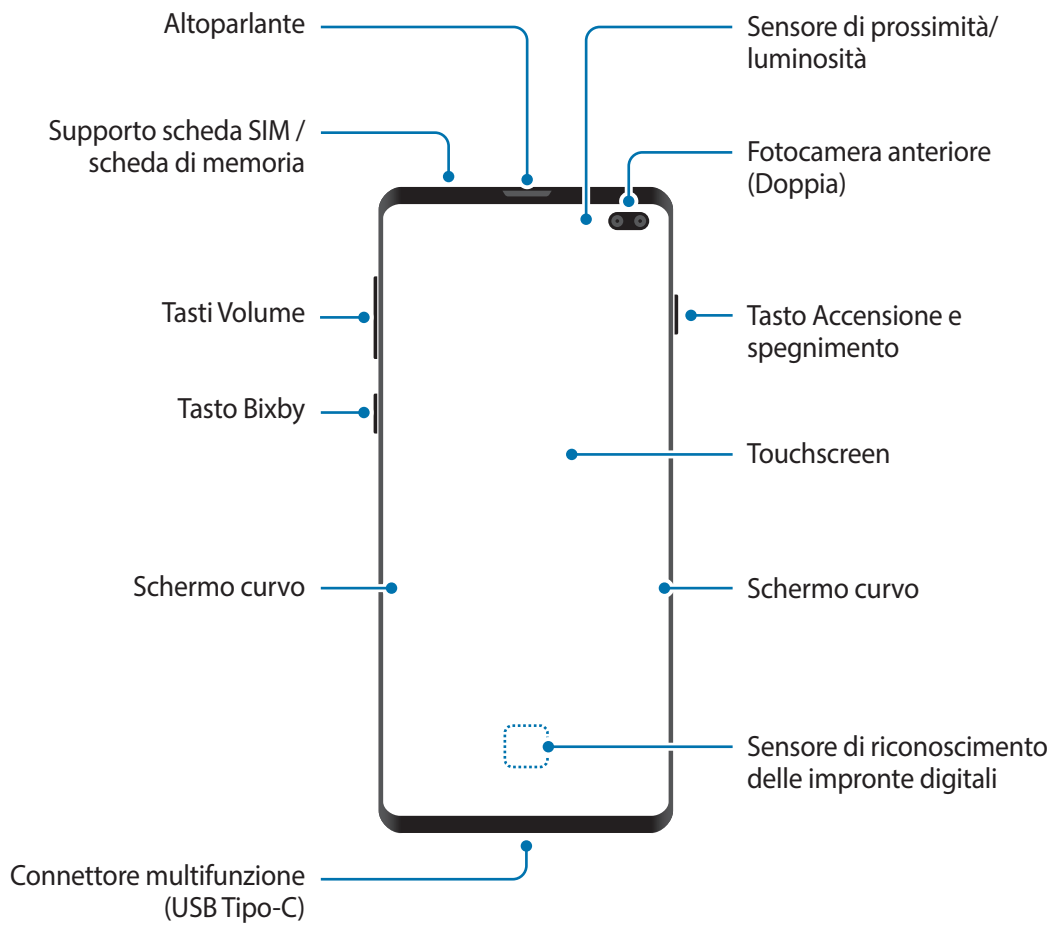 Altoparlante
Sensore di prossimità/
luminosità
Supporto scheda SIM /
scheda di memoria
Fotocamera anteriore
(Doppia)
Tasti Volume
Tasto Accensione e
spegnimento
Tasto Bixby
Touchscreen
Schermo curvo
Schermo curvo
Sensore di riconoscimento
delle impronte digitali
Connettore multifunzione
(USB Tipo-C)